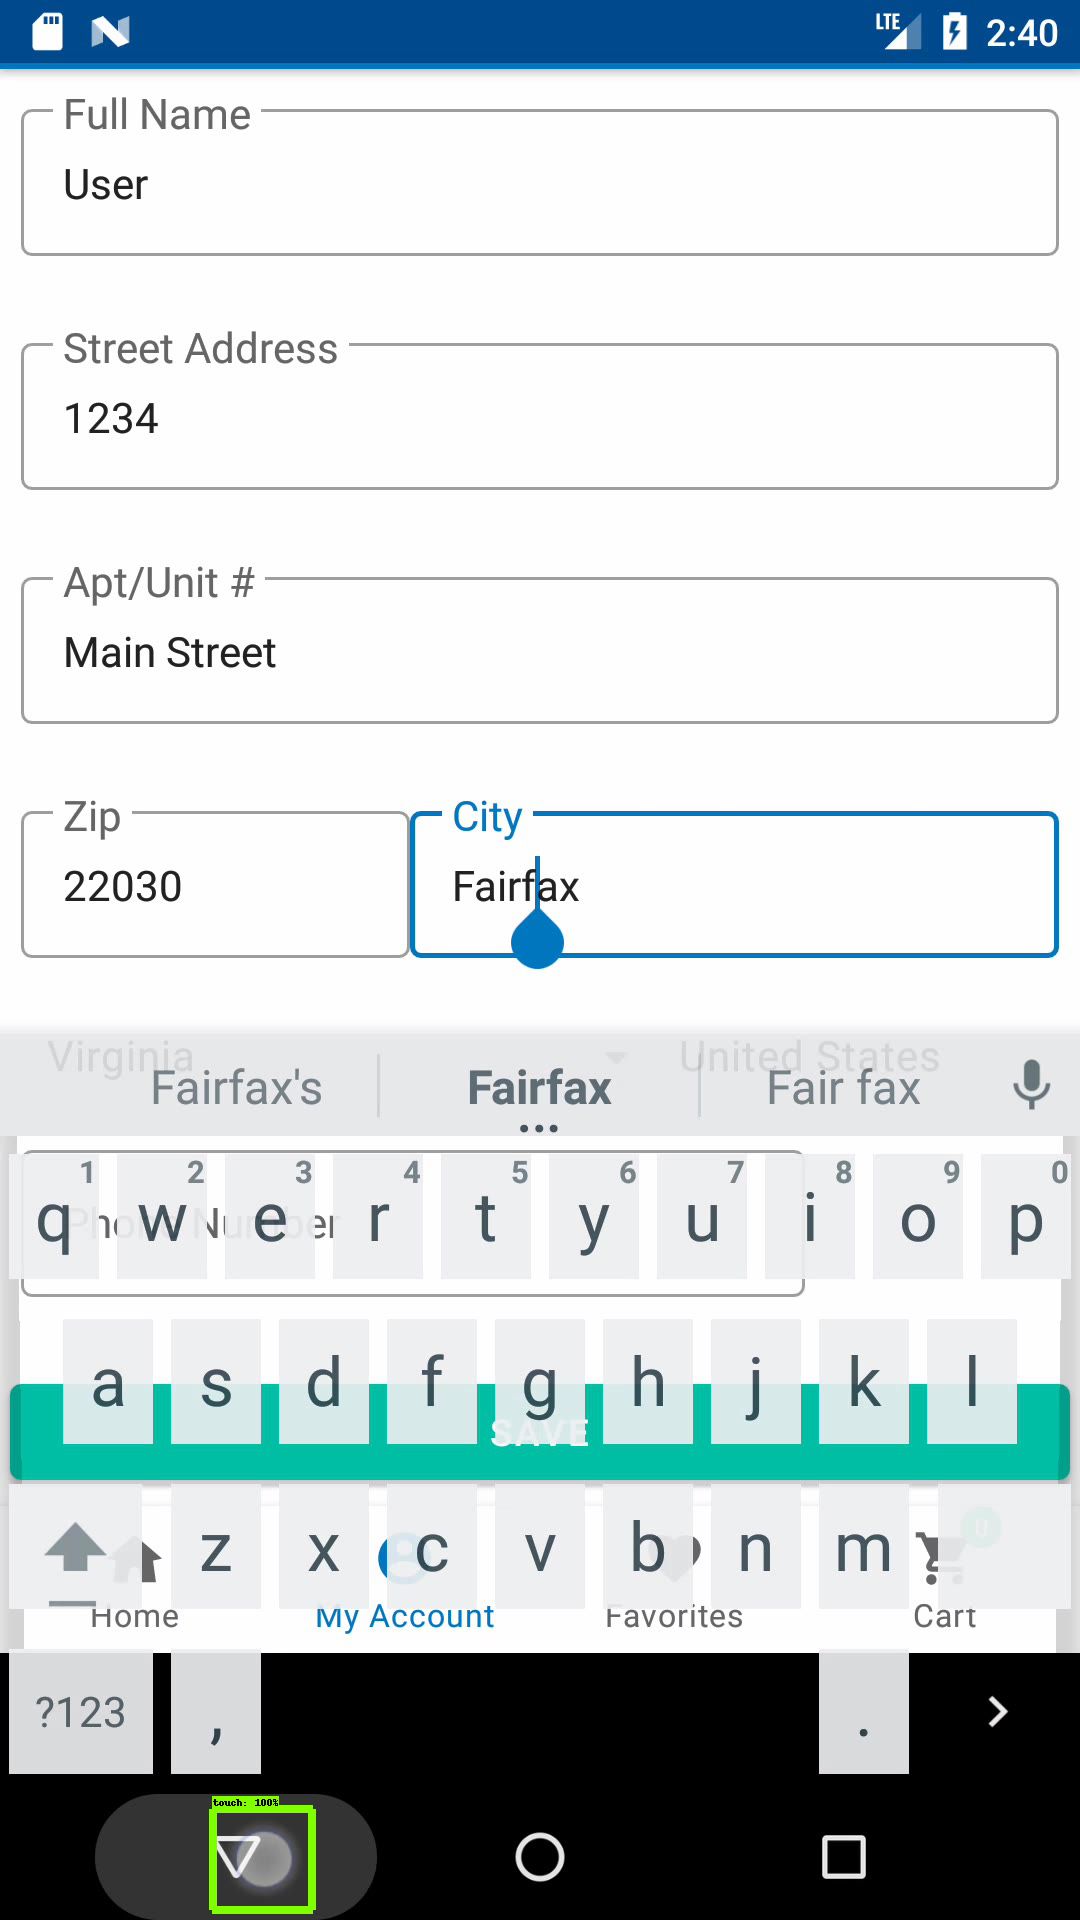 LTE 2:40
Full Name
User
Street Address
1234
Apt/Unit #
Main Street
Zip
22030
City
Fairfax
Virginia
United States
Fairfax's
Fairfax
Fair fax
1 2 3 4 5 6 7 8 9 0
q w e r t y u i o p
Phone Number
a s d f g h j k l
SAVE
z x c v b n m
0
Home
My Account
Favorites
Cart
?123 , .
touch: 100%